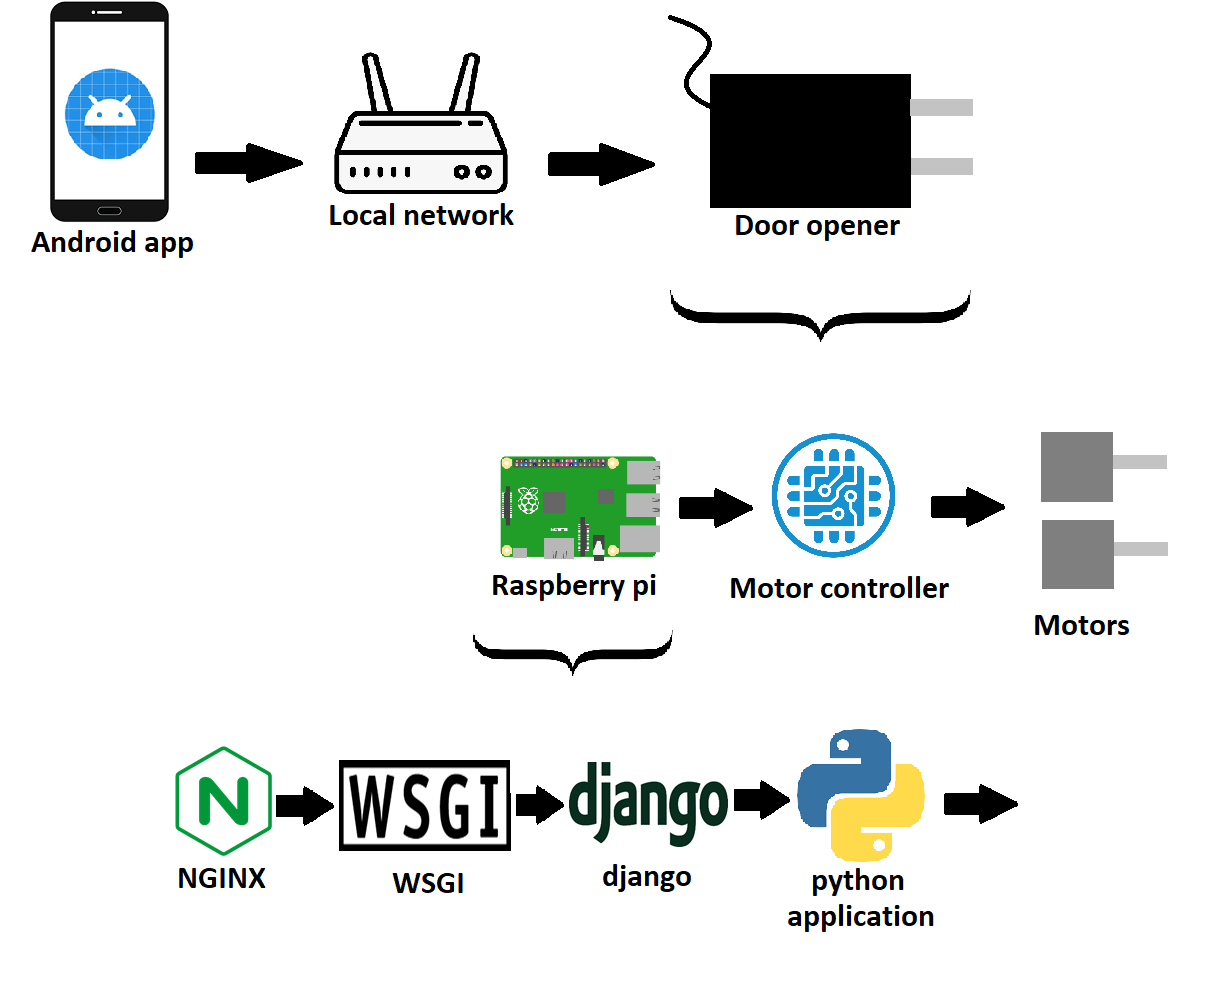 Android app
Local network
Door opener
Raspberry pi
Motor controller
Motors
WSGI
django
NGINX
WSGI
django
python
application